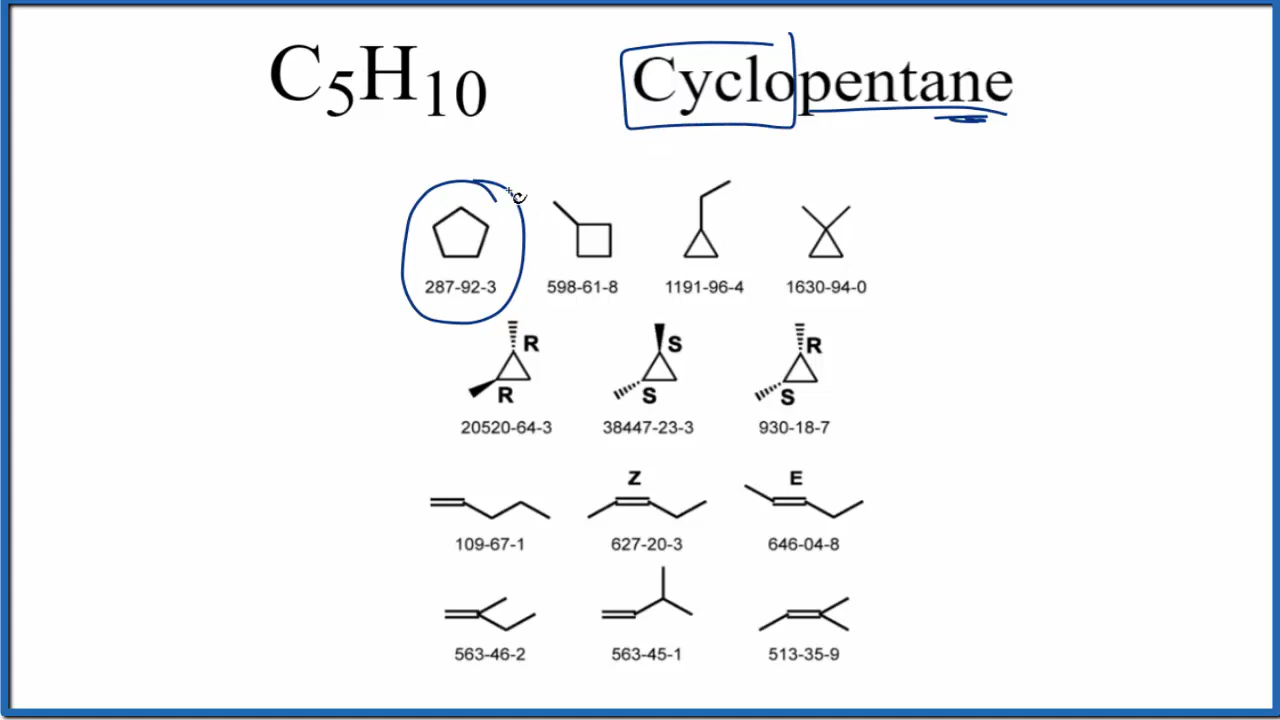 C5H10 Cyclopentane
287-92-3 598-61-8 1191-96-4 1630-94-0
R S R
R S S
20520-64-3 38447-23-3 930-18-7
Z E
109-67-1 627-20-3 646-04-8
563-46-2 563-45-1 513-35-9